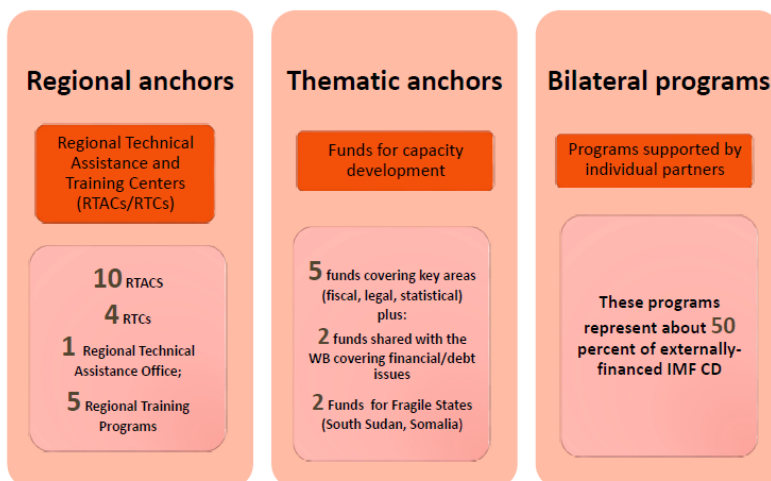 Regional anchors
Regional Technical
Assistance and
Training Centers
(RTACs/RTCs)
10 RTACS
4 RTCs
1 Regional Technical
Assistance Office;
5 Regional Training
Programs
Thematic anchors
Funds for capacity
development
5 funds covering key areas
(fiscal, legal, statistical)
plus:
2 funds shared with the
WB covering financial/debt
issues
2 Funds for Fragile States
(South Sudan, Somalia)
Bilateral programs
Programs supported by
individual partners
These programs
represent about 50
percent of externally-
financed IMF CD